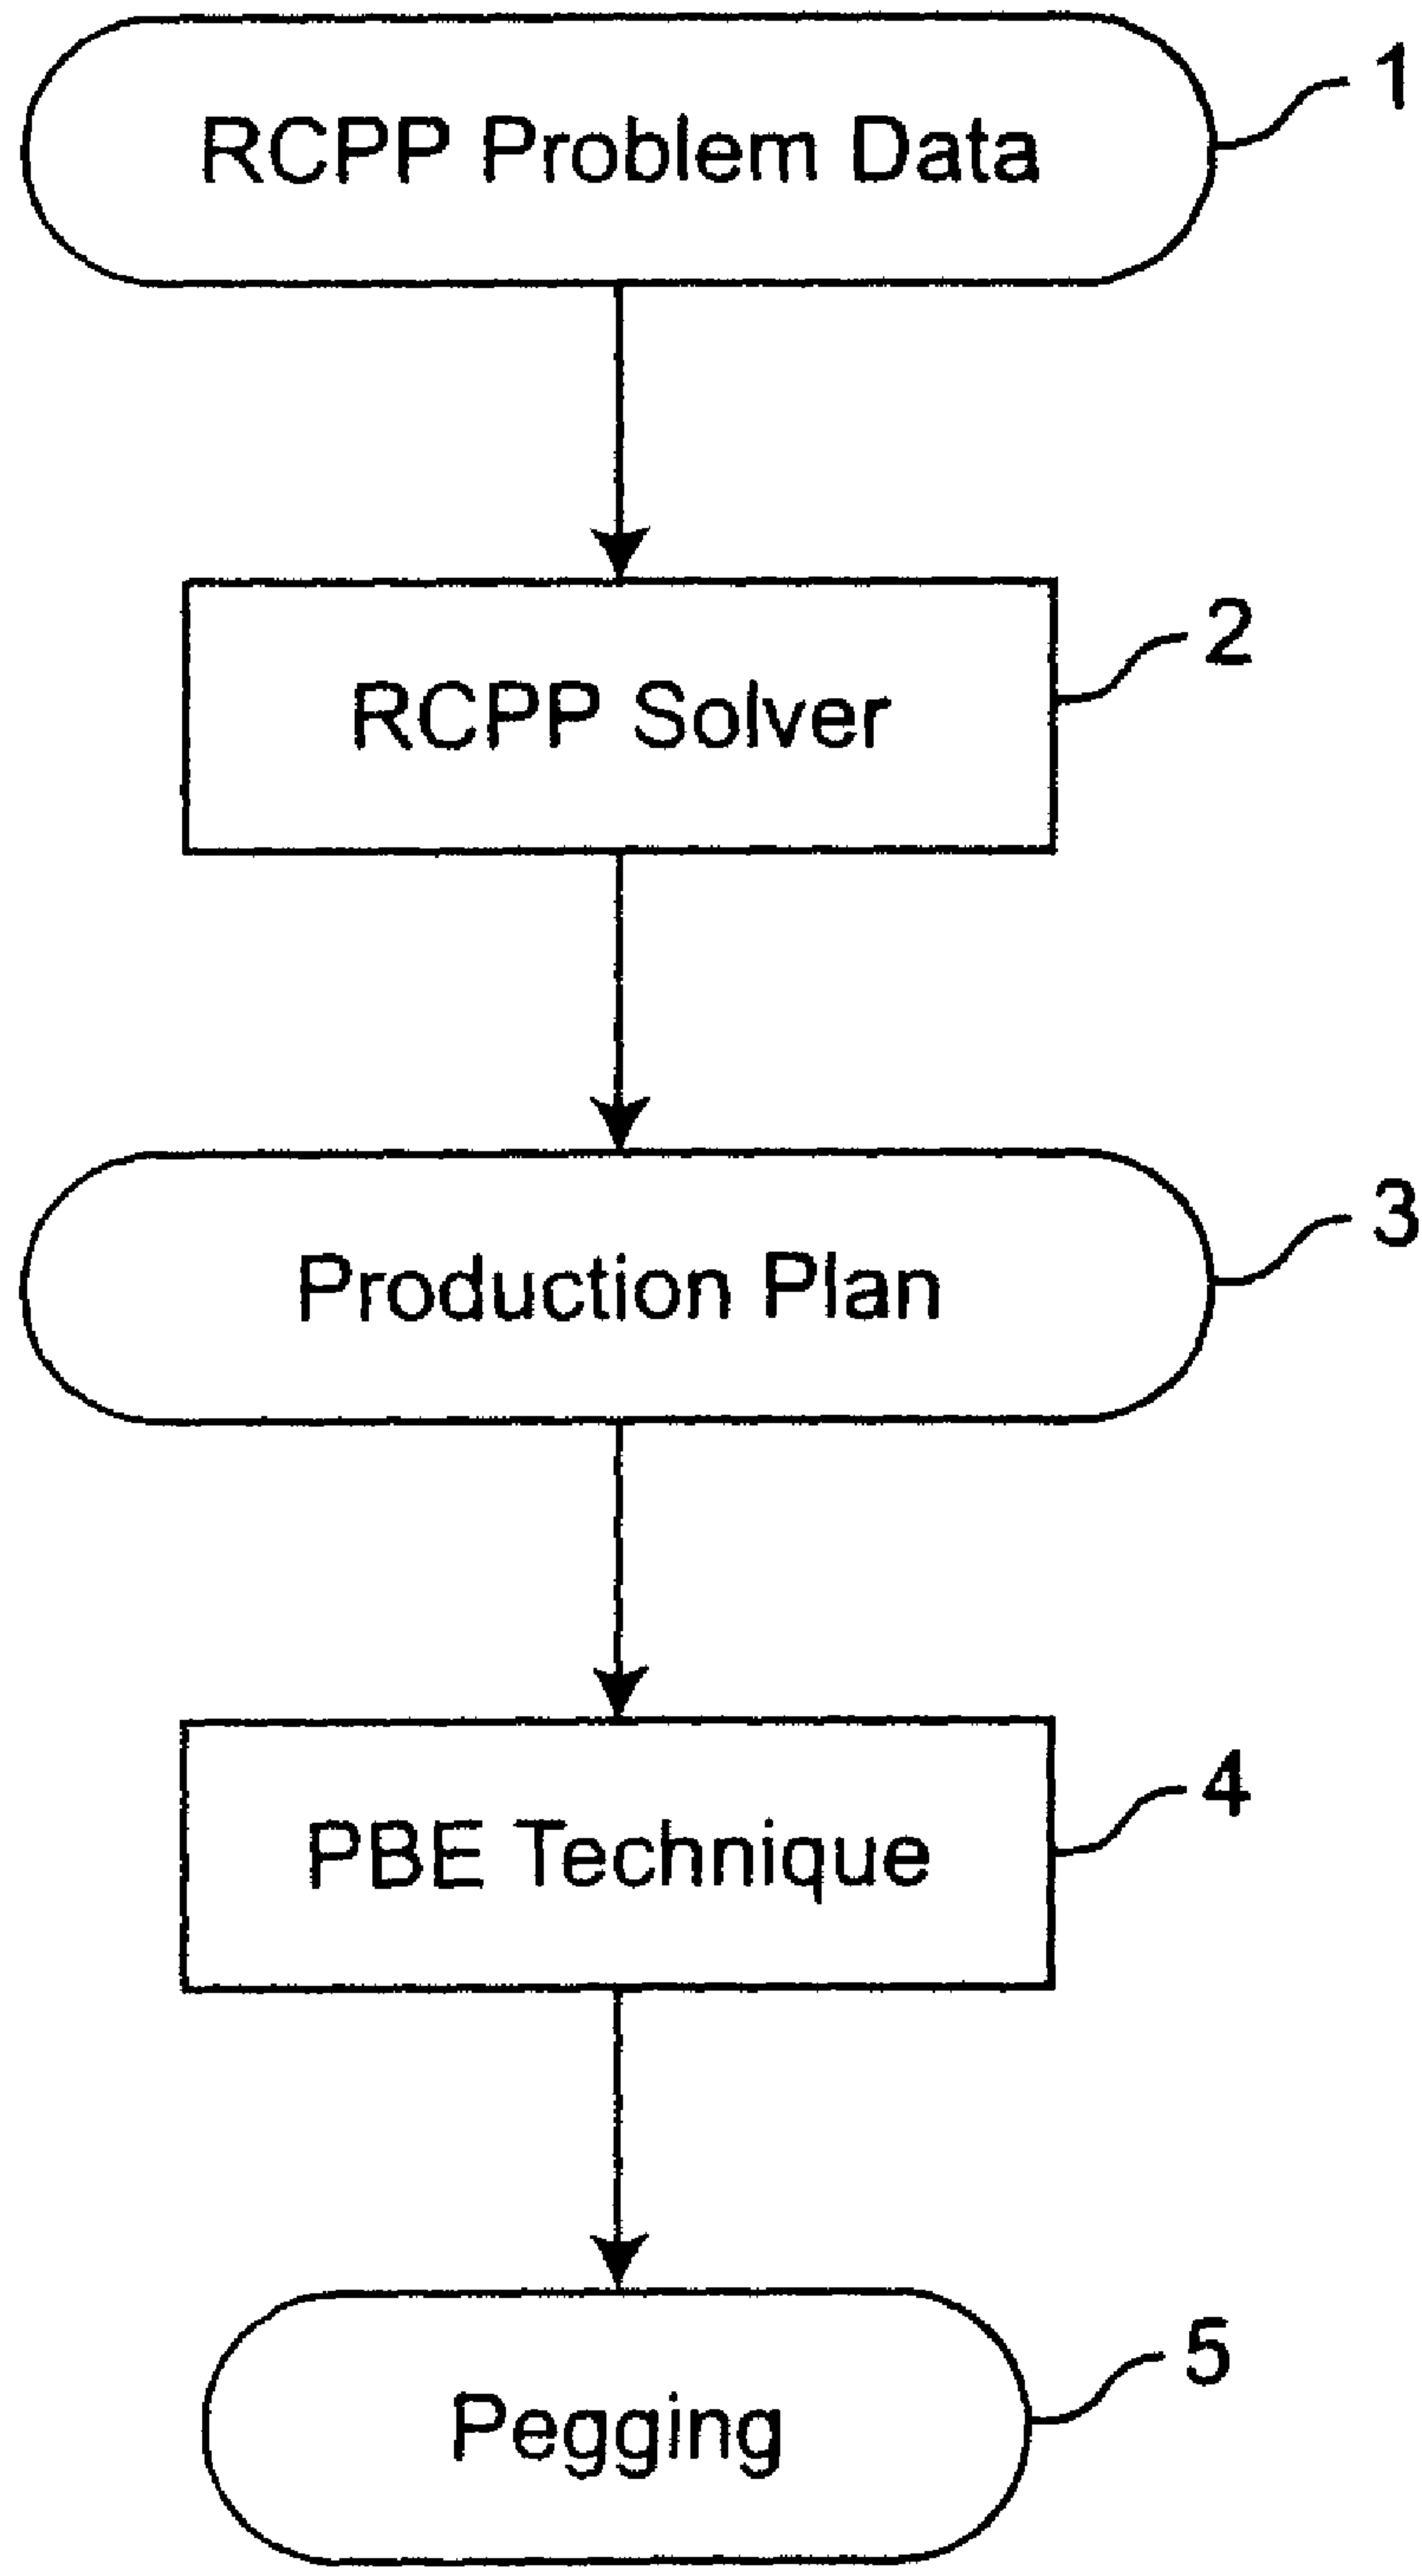 RCPP Problem Data
1
RCPP Solver
2
Production Plan
3
PBE Technique
4
Pegging
5